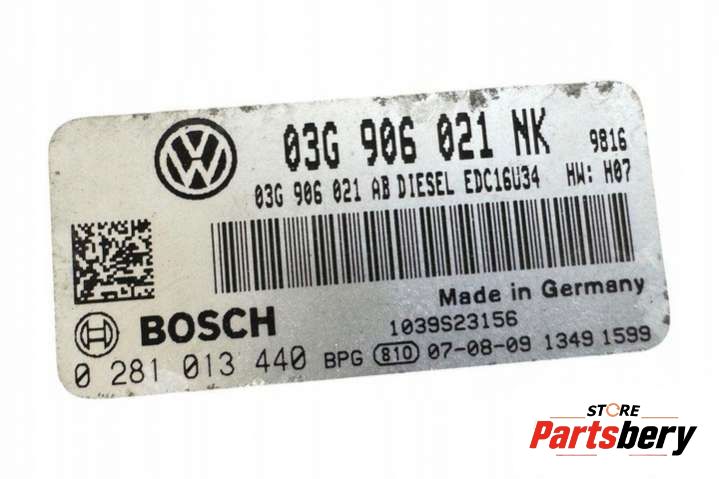 03G 906 021 NK 9816
03G 906 021 AB DIESEL EDC16U34 HW: H07
Made in Germany
BOSCH 1039S23156
0 281 013 440 BPG 810 07-08-09 1349 1599
STORE
Partsbery